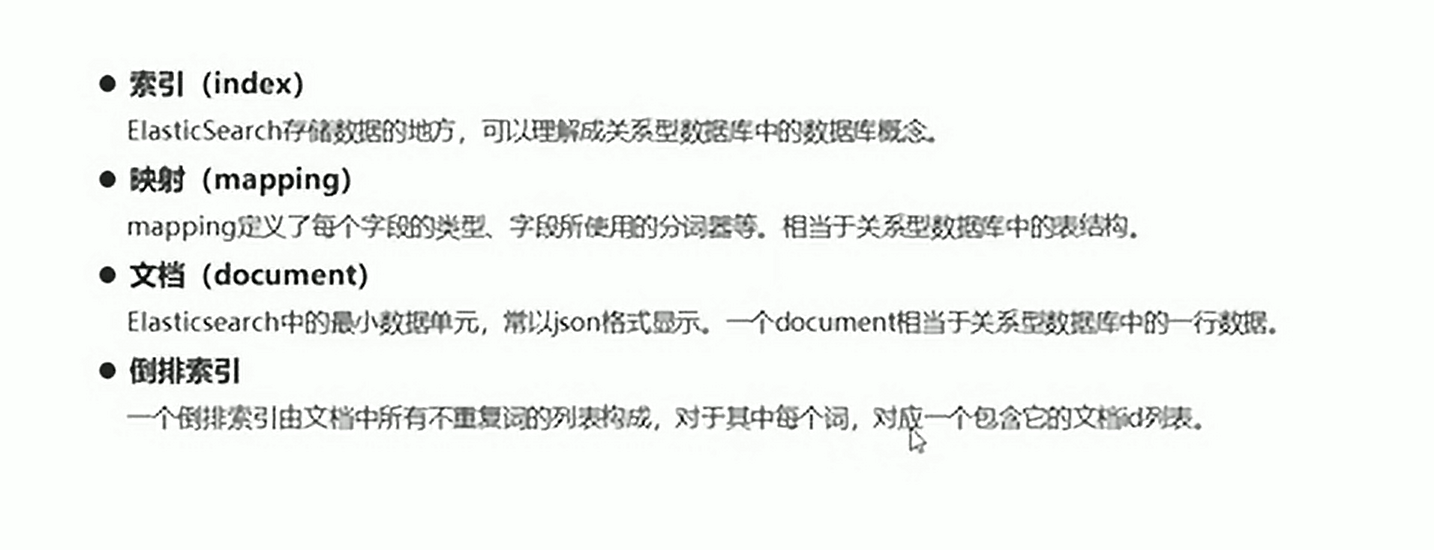 ● 索引（index）
ElasticSearch存储数据的地方，可以理解成关系型数据库中的数据库概念。
● 映射（mapping）
mapping定义了每个字段的类型、字段所使用的分词器等。相当于关系型数据库中的表结构。
● 文档（document）
Elasticsearch中的最小数据单元，常以json格式显示。一个document相当于关系型数据库中的一行数据。
● 倒排索引
一个倒排索引由文档中所有不重复词的列表构成，对于其中每个词，对应一个包含它的文档id列表。